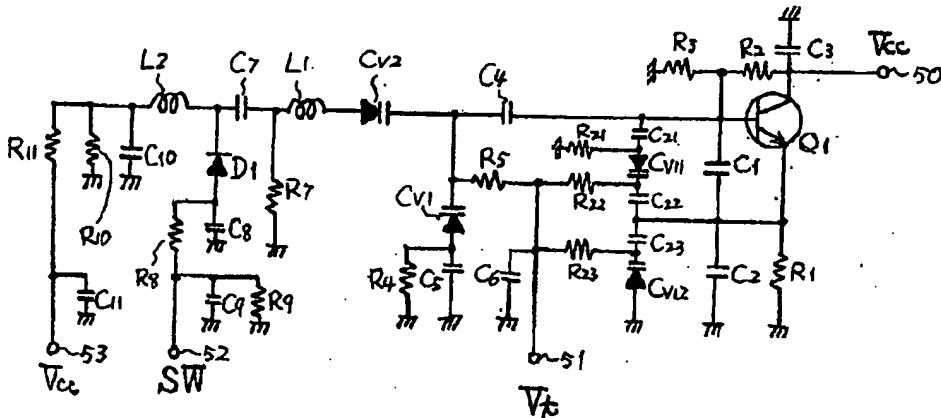 L2
C7
L1
CV2
C4
R3
R2
C3
Vcc
50
R11
R10
C10
D1
R7
R5
R21
C21
CV11
C1
Q1
R22
C22
CV1
R8
C8
R4
C5
C6
R23
C23
CV12
C2
R1
C11
C9
R9
53
52
51
Vcc
SW
Vt